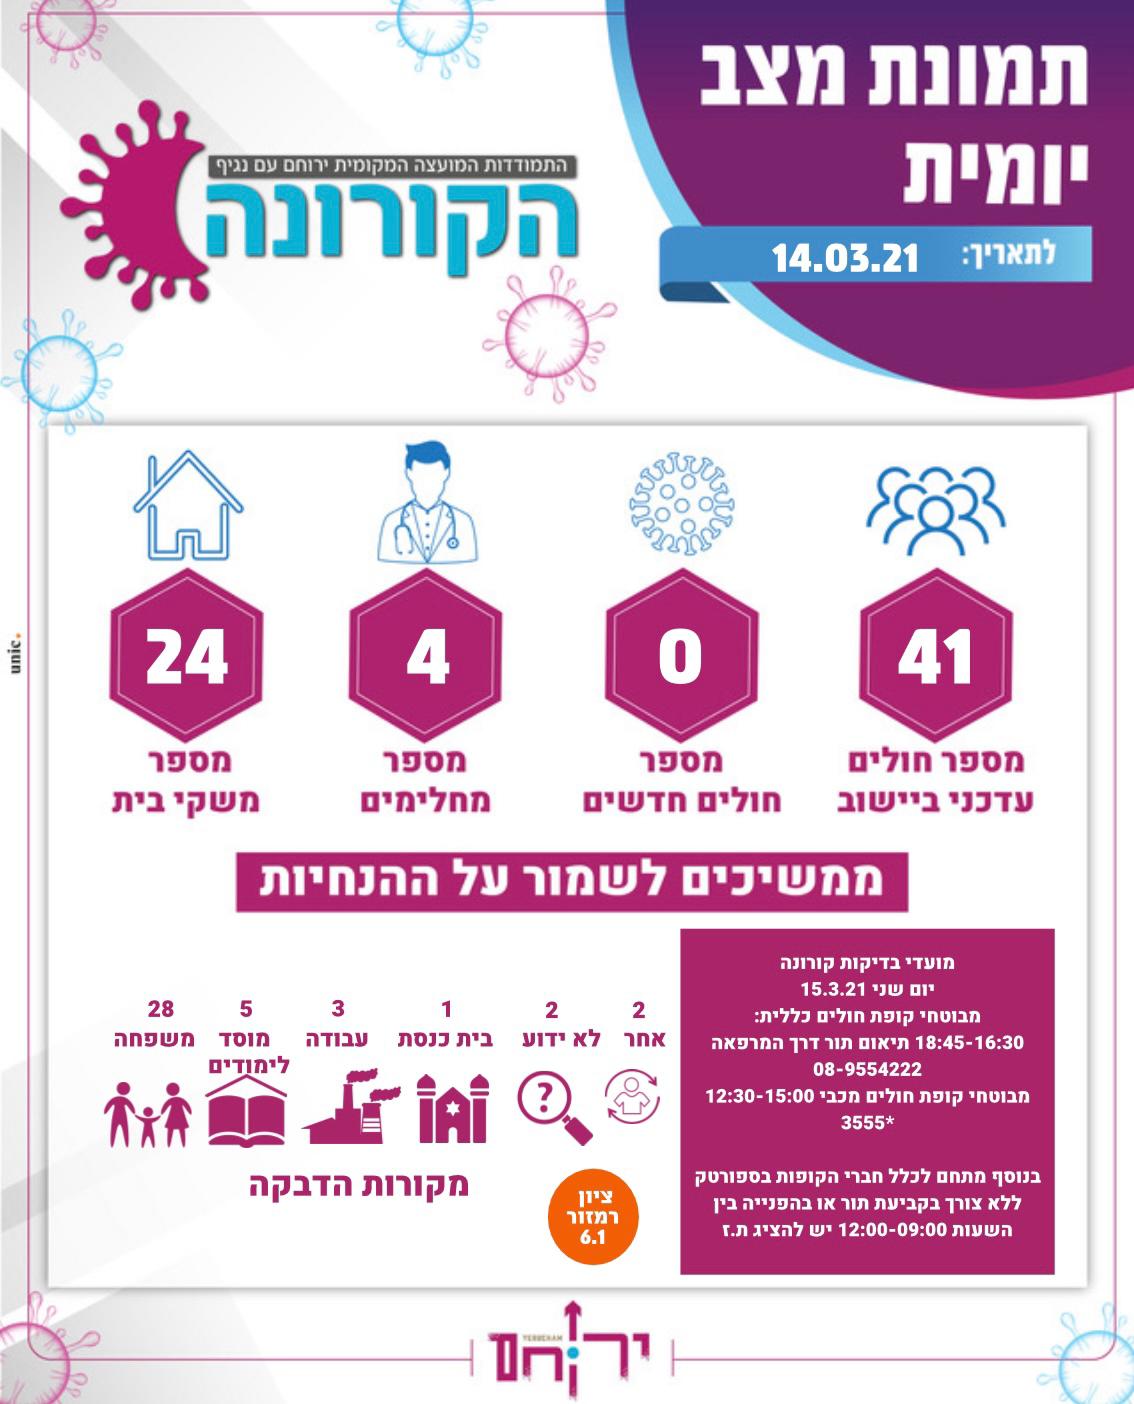 תמונת מצב
יומית
לתאריך: 14.03.21
התמודדות המועצה המקומית ירוחם עם נגיף
הקורונה
41
מספר חולים
עדכני ביישוב
0
מספר
חולים חדשים
4
מספר
מחלימים
24
מספר
משקי בית
unic.
ממשיכים לשמור על ההנחיות
מועדי בדיקות קורונה
יום שני 15.3.21
מבוטחי קופת חולים כללית:
18:45-16:30 תיאום תור דרך המרפאה
08-9554222
מבוטחי קופת חולים מכבי 12:30-15:00
3555*
בנוסף מתחם לכלל חברי הקופות בספורטק
ללא צורך בקביעת תור או בהפנייה בין
השעות 12:00-09:00 יש להציג ת.ז
2
אחר
2
לא ידוע
1
בית כנסת
3
עבודה
5
מוסד
לימודים
28
משפחה
מקורות הדבקה
ציון
רמזור
6.1
ירוחם
YERUHAM